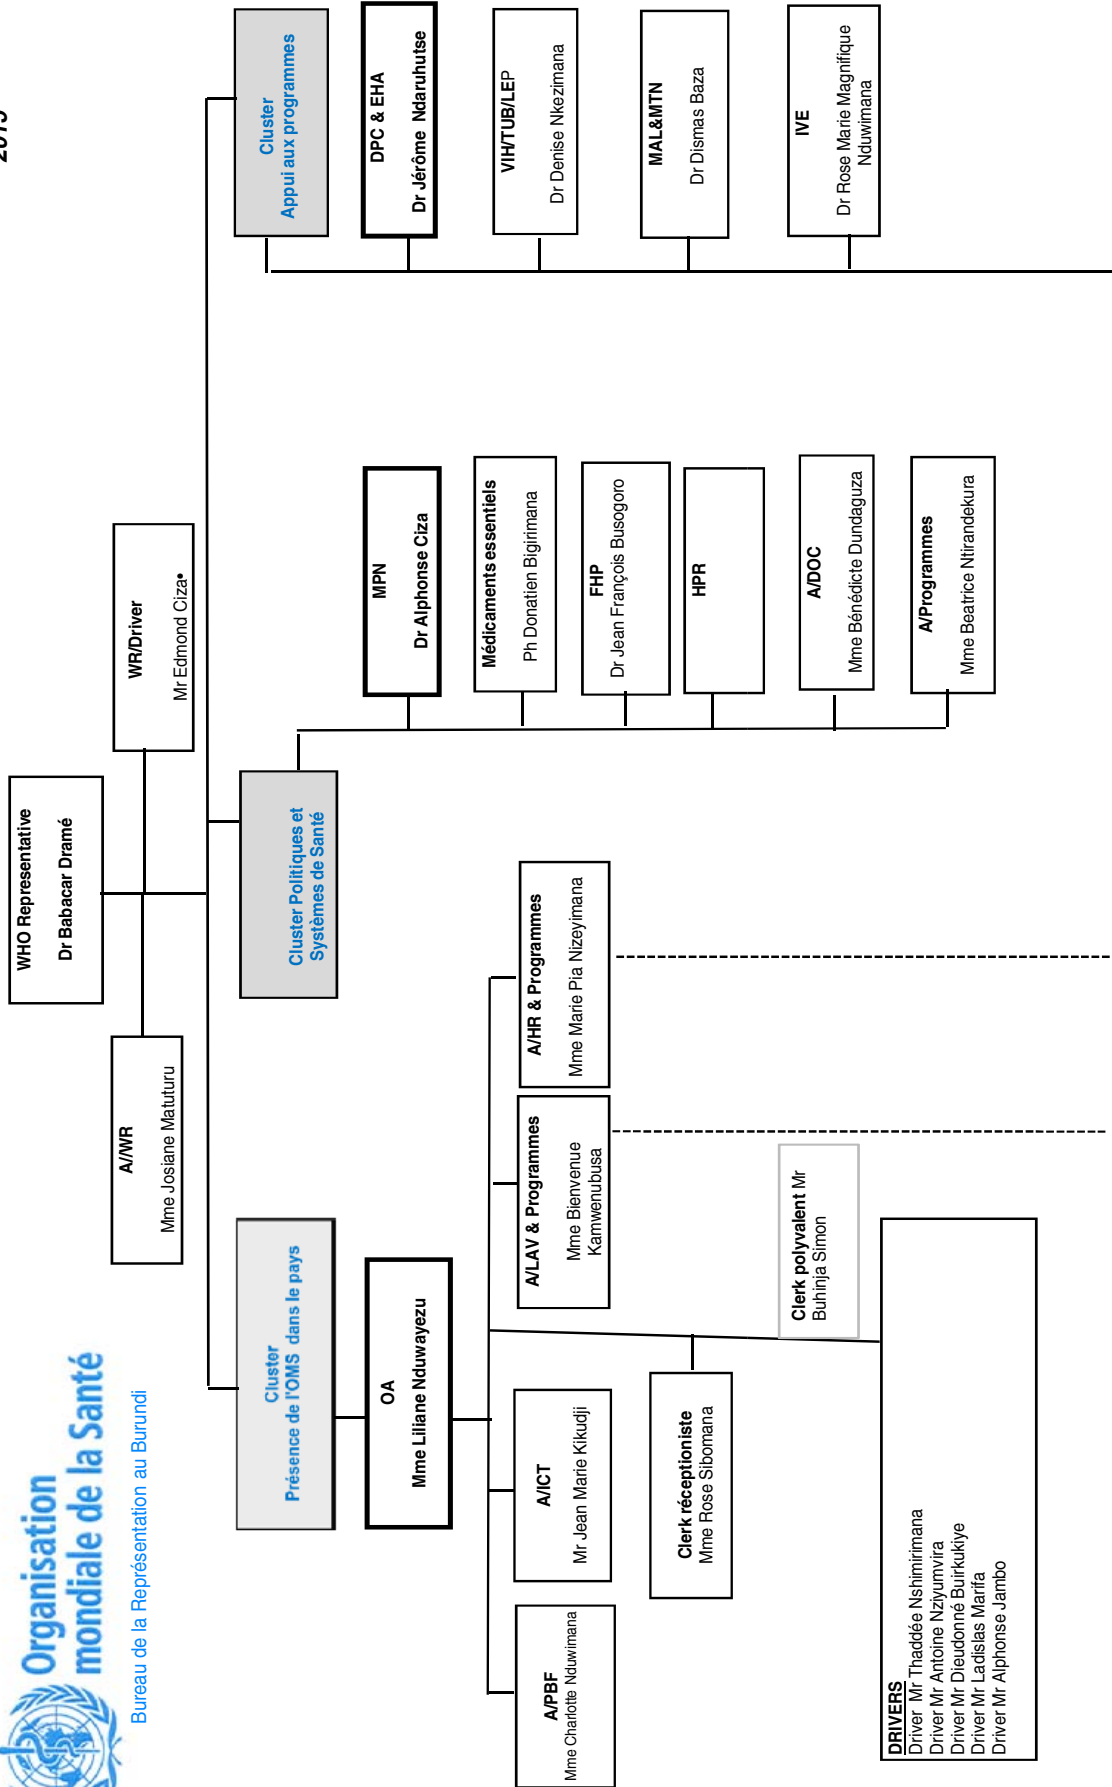 Organisation
mondiale de la Santé
Bureau de la Représentation au Burundi
WHO Representative
Dr Babacar Dramé
A//WR
Mme Josiane Matuturu
WR/Driver
Mr Edmond Ciza•
Cluster
Présence de l'OMS dans le pays
OA
Mme Liliane Nduwayezu
A/PBF
Mme Charlotte Nduwimana
A/ICT
Mr Jean Marie Kikudji
A/LAV & Programmes
Mme Bienvenue
Kamwenubusa
A/HR & Programmes
Mme Marie Pia Nizeyimana
Clerk réceptioniste
Mme Rose Sibomana
Clerk polyvalent Mr
Buhinja Simon
DRIVERS
Driver Mr Thaddée Nshimirimana
Driver Mr Antoine Nziyumvira
Driver Mr Dieudonné Buirkukiye
Driver Mr Ladislas Marifa
Driver Mr Alphonse Jambo
Cluster Politiques et
Systèmes de Santé
MPN
Dr Alphonse Ciza
Médicaments essentiels
Ph Donatien Bigirimana
FHP
Dr Jean François Busogoro
HPR
A/DOC
Mme Bénédicte Dundaguza
A/Programmes
Mme Beatrice Ntirandekura
Cluster
Appui aux programmes
DPC & EHA
Dr Jérôme Ndaruhutse
VIH/TUB/LEP
Dr Denise Nkezimana
MAL&MTN
Dr Dismas Baza
IVE
Dr Rose Marie Magnifique
Nduwimana